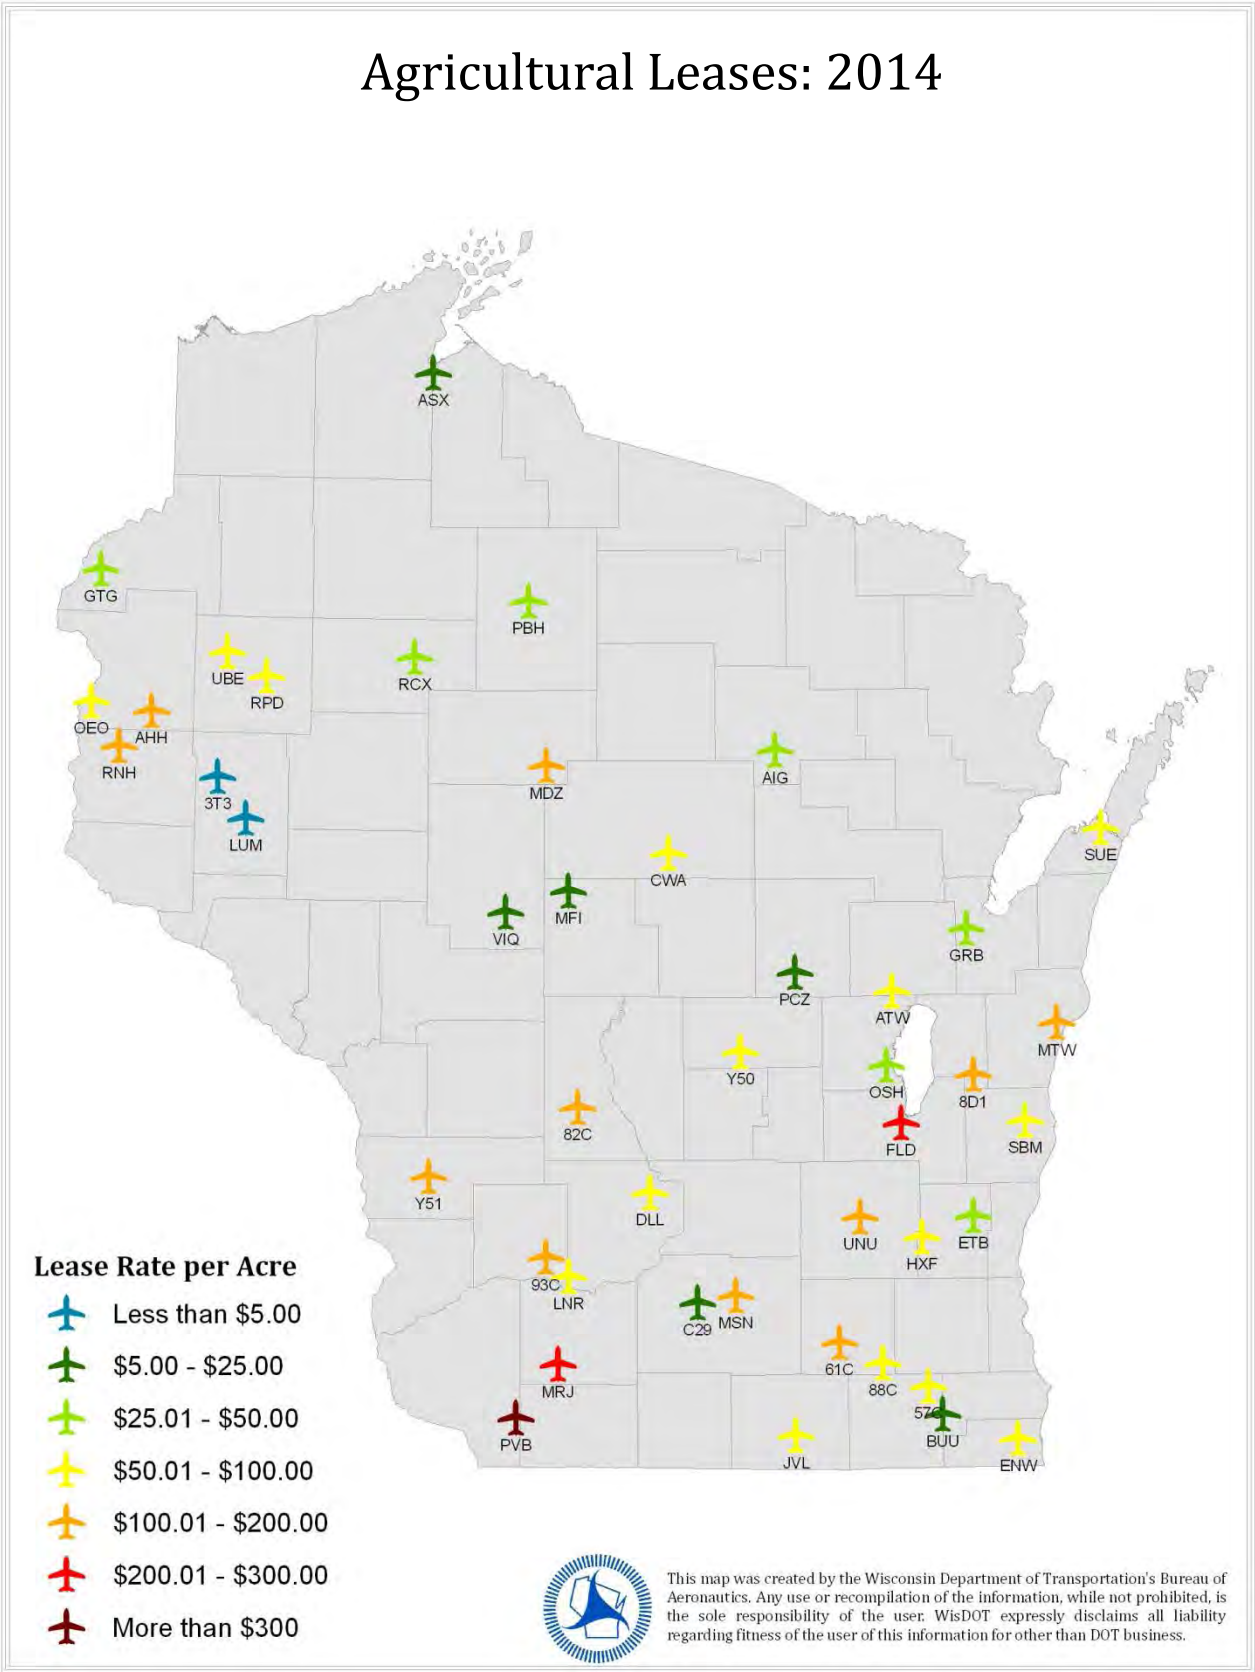 Agricultural Leases: 2014
ASX
GTG
PBH
UBE
RCX
RPD
OEO
AHH
RNH
MDZ
AIG
3T3
LUM
SUE
CWA
MFI
VIQ
GRB
PCZ
ATW
MTW
Y50
OSH
8D1
82C
FLD
SBM
Y51
DLL
UNU
ETB
HXF
93C
LNR
C29
MSN
61C
88C
MRJ
BUU
PVB
JVL
ENW
Lease Rate per Acre
Less than $5.00
$5.00 - $25.00
$25.01 - $50.00
$50.01 - $100.00
$100.01 - $200.00
$200.01 - $300.00
More than $300
This map was created by the Wisconsin Department of Transportation's Bureau of
Aeronautics. Any use or recompilation of the information, while not prohibited, is
the sole responsibility of the user. WisDOT expressly disclaims all liability
regarding fitness of the user of this information for other than DOT business.